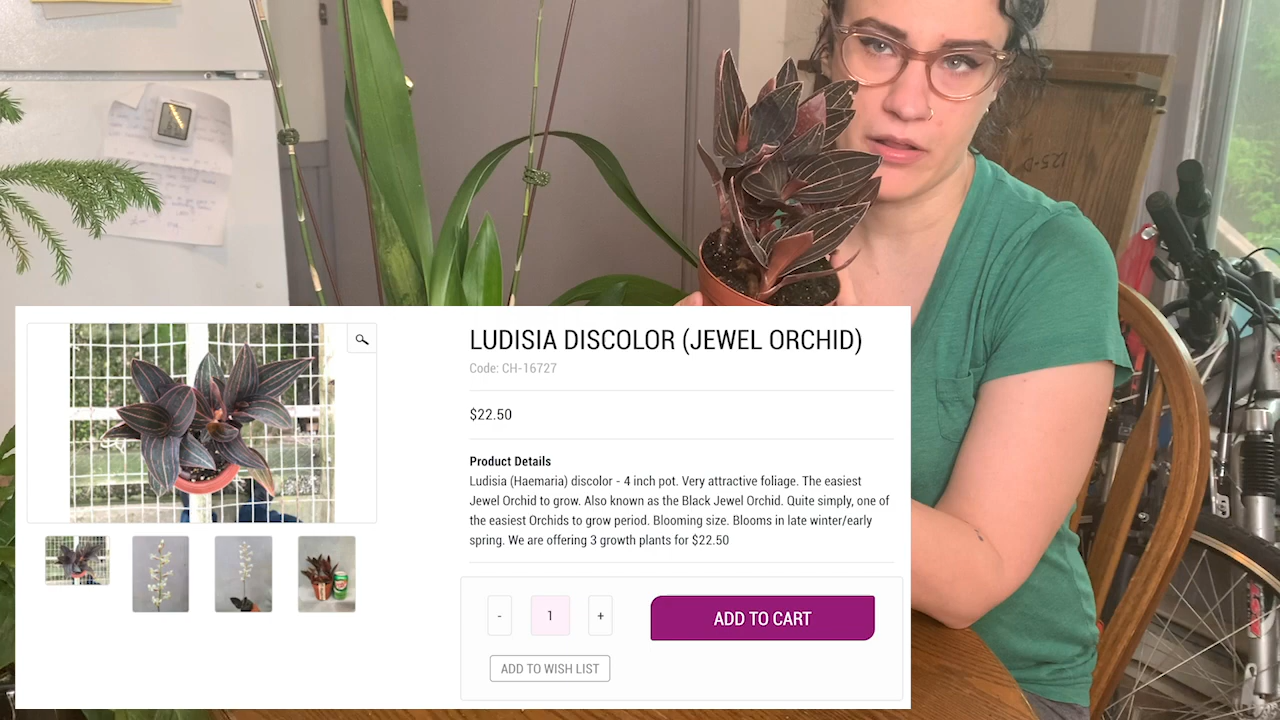 LUDISIA DISCOLOR (JEWEL ORCHID)
Code: CH-16727
$22.50
Product Details
Ludisia (Haemaria) discolor - 4 inch pot. Very attractive foliage. The easiest
Jewel Orchid to grow. Also known as the Black Jewel Orchid. Quite simply, one of
the easiest Orchids to grow period. Blooming size. Blooms in late winter/early
spring. We are offering 3 growth plants for $22.50
- 1 +
ADD TO CART
ADD TO WISH LIST